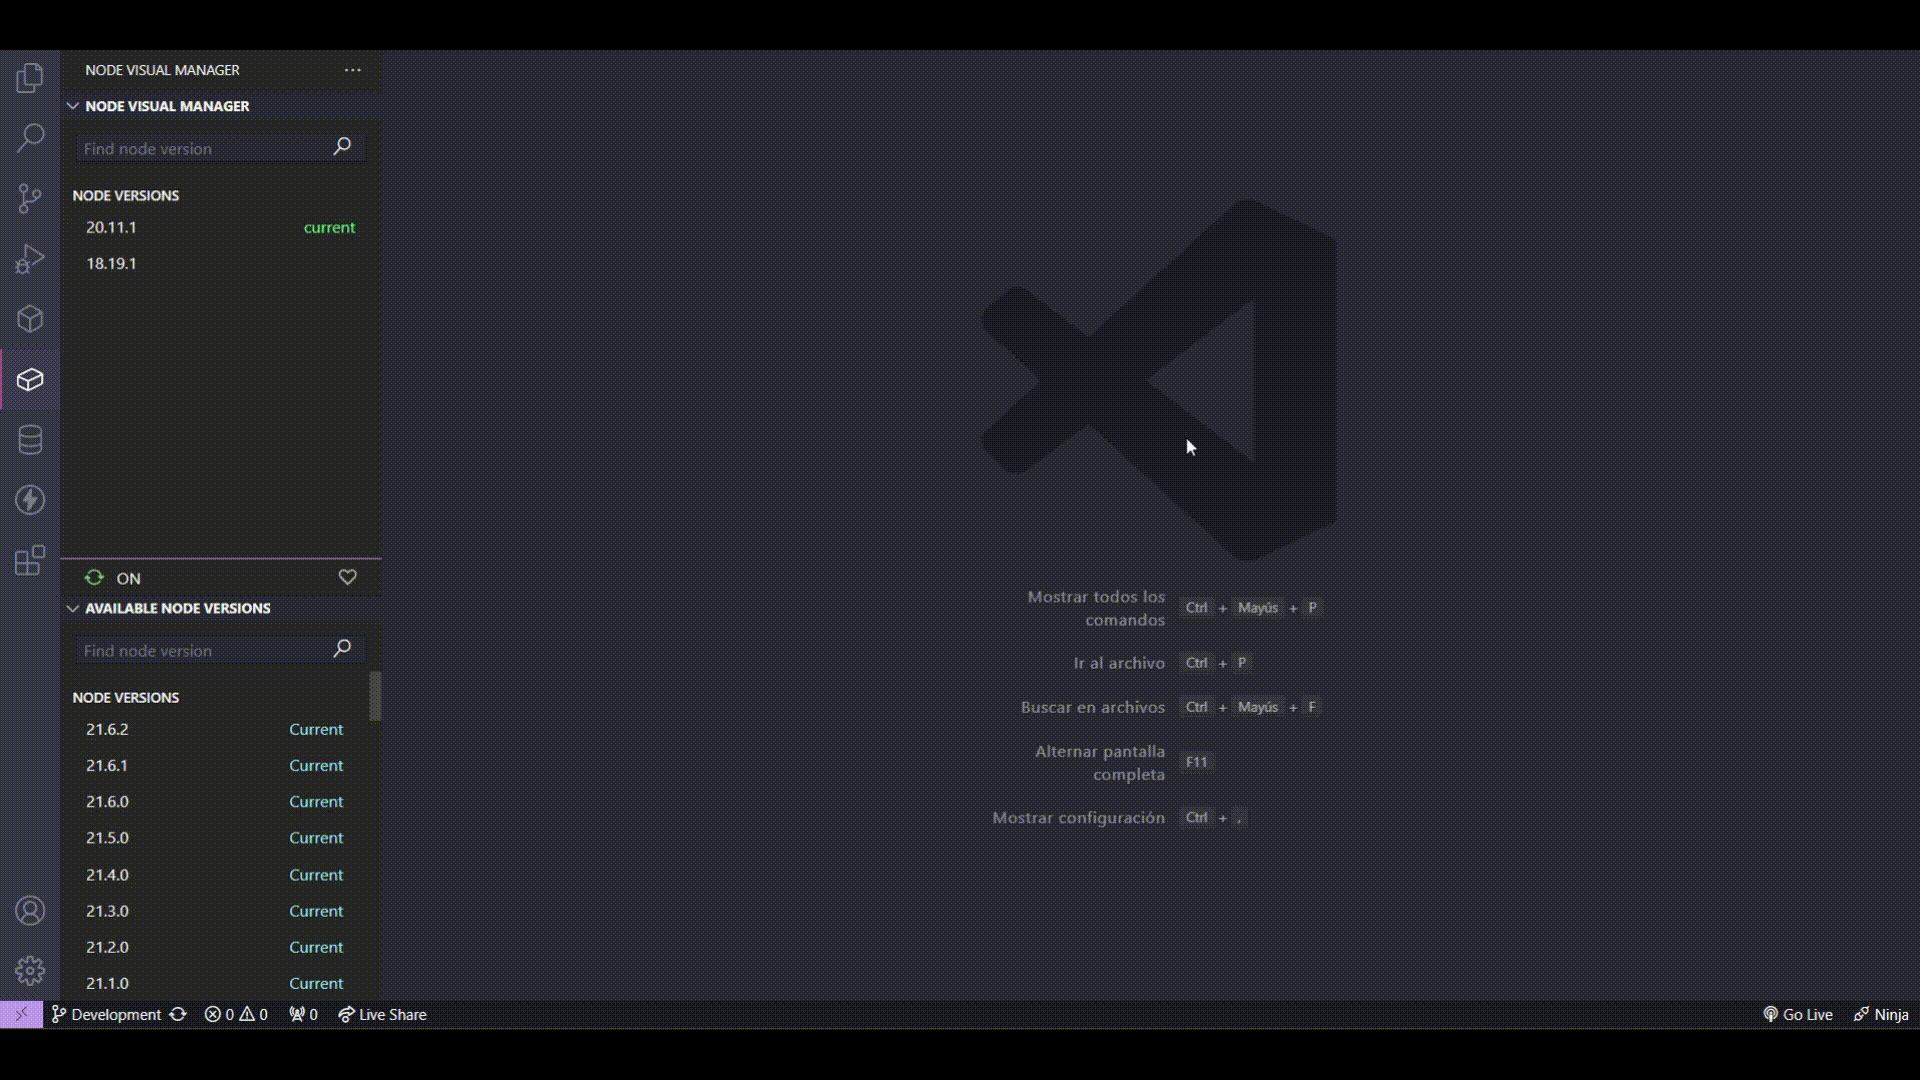 NODE VISUAL MANAGER ...
NODE VISUAL MANAGER
Find node version
NODE VERSIONS
20.11.1 current
18.19.1
ON
AVAILABLE NODE VERSIONS
Find node version
NODE VERSIONS
21.6.2 Current
21.6.1 Current
21.6.0 Current
21.5.0 Current
21.4.0 Current
21.3.0 Current
21.2.0 Current
21.1.0 Current
Mostrar todos los
comandos Ctrl + Mayús + P
Ir al archivo Ctrl + P
Buscar en archivos Ctrl + Mayús + F
Alternar pantalla
completa F11
Mostrar configuración Ctrl + ,
Development 0 0 0 Live Share Go Live Ninja